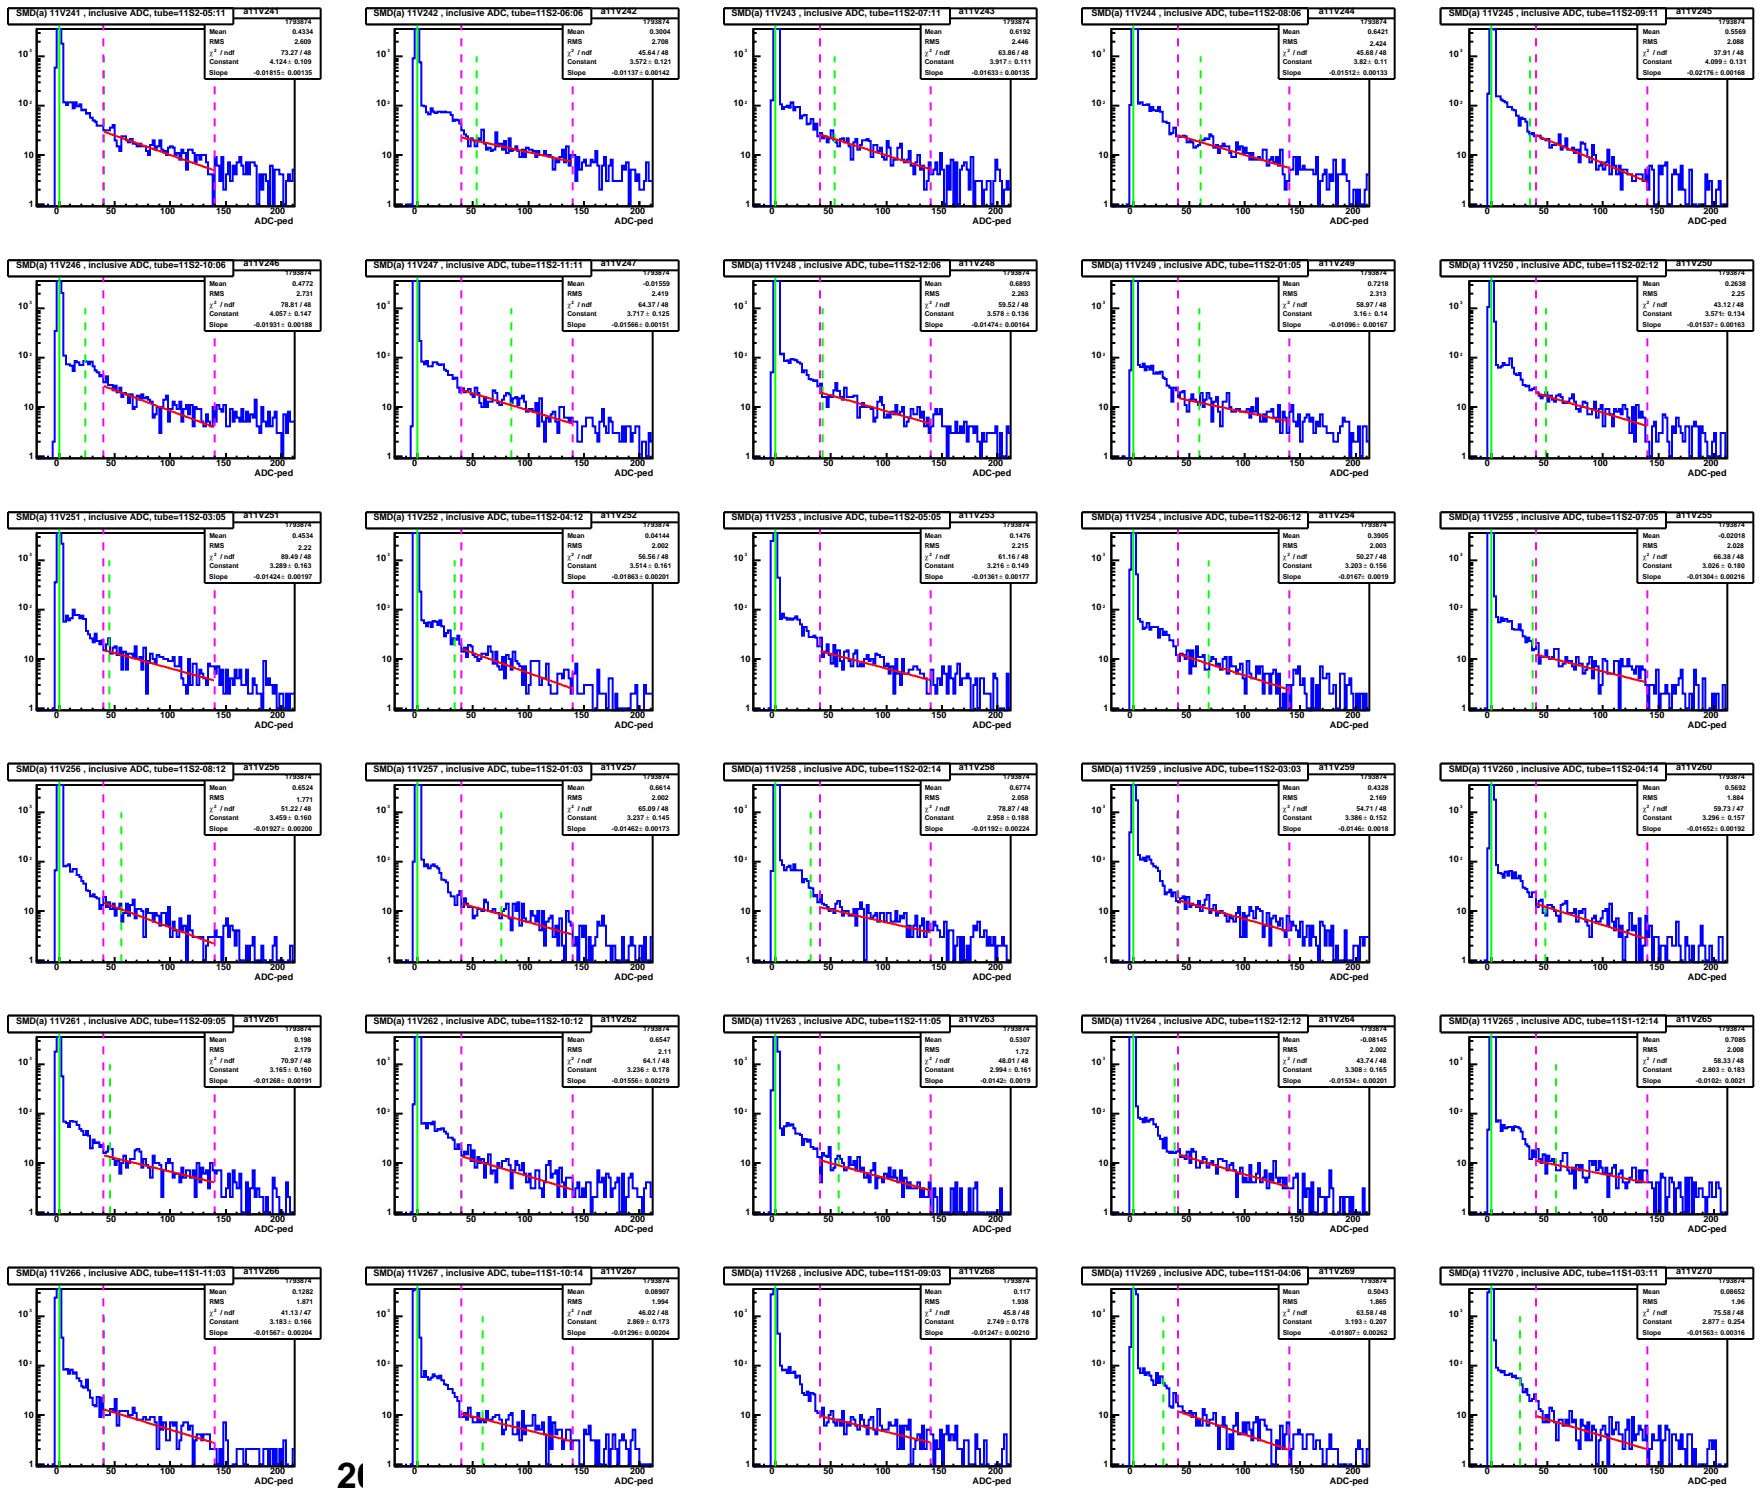 SMD(a) 11V241 , inclusive ADC, tube=11S2-05:11 a11V241
1793874
Mean 0.4334
RMS 2.609
χ² / ndf 73.27 / 48
Constant 4.124 ± 0.109
Slope -0.01815 ± 0.00135
ADC-ped
SMD(a) 11V242 , inclusive ADC, tube=11S2-06:06 a11V242
1793874
Mean 0.3004
RMS 2.708
χ² / ndf 45.64 / 48
Constant 3.572 ± 0.121
Slope -0.01137 ± 0.00142
ADC-ped
SMD(a) 11V243 , inclusive ADC, tube=11S2-07:11 a11V243
1793874
Mean 0.6192
RMS 2.446
χ² / ndf 63.86 / 48
Constant 3.917 ± 0.111
Slope -0.01633 ± 0.00135
ADC-ped
SMD(a) 11V244 , inclusive ADC, tube=11S2-08:06 a11V244
1793874
Mean 0.6421
RMS 2.424
χ² / ndf 45.68 / 48
Constant 3.82 ± 0.11
Slope -0.01512 ± 0.00133
ADC-ped
SMD(a) 11V245 , inclusive ADC, tube=11S2-09:11 a11V245
1793874
Mean 0.5569
RMS 2.088
χ² / ndf 37.91 / 48
Constant 4.099 ± 0.131
Slope -0.02176 ± 0.00168
ADC-ped
SMD(a) 11V246 , inclusive ADC, tube=11S2-10:06 a11V246
1793874
Mean 0.4772
RMS 2.731
χ² / ndf 78.81 / 48
Constant 4.057 ± 0.147
Slope -0.01931 ± 0.00188
ADC-ped
SMD(a) 11V247 , inclusive ADC, tube=11S2-11:11 a11V247
1793874
Mean -0.01559
RMS 2.419
χ² / ndf 64.37 / 48
Constant 3.717 ± 0.125
Slope -0.01566 ± 0.00151
ADC-ped
SMD(a) 11V248 , inclusive ADC, tube=11S2-12:06 a11V248
1793874
Mean 0.6893
RMS 2.263
χ² / ndf 59.52 / 48
Constant 3.578 ± 0.136
Slope -0.01474 ± 0.00164
ADC-ped
SMD(a) 11V249 , inclusive ADC, tube=11S2-01:05 a11V249
1793874
Mean 0.7218
RMS 2.313
χ² / ndf 58.97 / 48
Constant 3.16 ± 0.14
Slope -0.01096 ± 0.00167
ADC-ped
SMD(a) 11V250 , inclusive ADC, tube=11S2-02:12 a11V250
1793874
Mean 0.2638
RMS 2.25
χ² / ndf 43.12 / 48
Constant 3.571 ± 0.134
Slope -0.01537 ± 0.00163
ADC-ped
SMD(a) 11V251 , inclusive ADC, tube=11S2-03:05 a11V251
1793874
Mean 0.4534
RMS 2.22
χ² / ndf 89.49 / 48
Constant 3.289 ± 0.163
Slope -0.01424 ± 0.00197
ADC-ped
SMD(a) 11V252 , inclusive ADC, tube=11S2-04:12 a11V252
1793874
Mean 0.04144
RMS 2.002
χ² / ndf 56.56 / 48
Constant 3.514 ± 0.161
Slope -0.01863 ± 0.00201
ADC-ped
SMD(a) 11V253 , inclusive ADC, tube=11S2-05:05 a11V253
1793874
Mean 0.1476
RMS 2.215
χ² / ndf 61.16 / 48
Constant 3.216 ± 0.149
Slope -0.01361 ± 0.00177
ADC-ped
SMD(a) 11V254 , inclusive ADC, tube=11S2-06:12 a11V254
1793874
Mean 0.3905
RMS 2.003
χ² / ndf 50.27 / 48
Constant 3.203 ± 0.156
Slope -0.0167 ± 0.0019
ADC-ped
SMD(a) 11V255 , inclusive ADC, tube=11S2-07:05 a11V255
1793874
Mean -0.02018
RMS 2.028
χ² / ndf 66.38 / 48
Constant 3.026 ± 0.180
Slope -0.01304 ± 0.00216
ADC-ped
SMD(a) 11V256 , inclusive ADC, tube=11S2-08:12 a11V256
1793874
Mean 0.6524
RMS 1.771
χ² / ndf 51.22 / 48
Constant 3.459 ± 0.160
Slope -0.01927 ± 0.00200
ADC-ped
SMD(a) 11V257 , inclusive ADC, tube=11S2-01:03 a11V257
1793874
Mean 0.6614
RMS 2.002
χ² / ndf 65.09 / 48
Constant 3.237 ± 0.145
Slope -0.01462 ± 0.00173
ADC-ped
SMD(a) 11V258 , inclusive ADC, tube=11S2-02:14 a11V258
1793874
Mean 0.6774
RMS 2.058
χ² / ndf 78.87 / 48
Constant 2.958 ± 0.188
Slope -0.01192 ± 0.00224
ADC-ped
SMD(a) 11V259 , inclusive ADC, tube=11S2-03:03 a11V259
1793874
Mean 0.4328
RMS 2.169
χ² / ndf 54.71 / 48
Constant 3.386 ± 0.152
Slope -0.0146 ± 0.0018
ADC-ped
SMD(a) 11V260 , inclusive ADC, tube=11S2-04:14 a11V260
1793874
Mean 0.5692
RMS 1.884
χ² / ndf 59.73 / 47
Constant 3.296 ± 0.157
Slope -0.01652 ± 0.00192
ADC-ped
SMD(a) 11V261 , inclusive ADC, tube=11S2-09:05 a11V261
1793874
Mean 0.198
RMS 2.179
χ² / ndf 70.97 / 48
Constant 3.165 ± 0.160
Slope -0.01268 ± 0.00191
ADC-ped
SMD(a) 11V262 , inclusive ADC, tube=11S2-10:12 a11V262
1793874
Mean 0.6547
RMS 2.11
χ² / ndf 64.1 / 48
Constant 3.236 ± 0.178
Slope -0.01556 ± 0.00219
ADC-ped
SMD(a) 11V263 , inclusive ADC, tube=11S2-11:05 a11V263
1793874
Mean 0.5307
RMS 1.72
χ² / ndf 48.01 / 48
Constant 2.994 ± 0.161
Slope -0.0142 ± 0.0019
ADC-ped
SMD(a) 11V264 , inclusive ADC, tube=11S2-12:12 a11V264
1793874
Mean -0.08145
RMS 2.002
χ² / ndf 43.74 / 48
Constant 3.308 ± 0.165
Slope -0.01534 ± 0.00201
ADC-ped
SMD(a) 11V265 , inclusive ADC, tube=11S1-12:14 a11V265
1793874
Mean 0.7085
RMS 2.008
χ² / ndf 58.33 / 48
Constant 2.803 ± 0.183
Slope -0.0102 ± 0.0021
ADC-ped
SMD(a) 11V266 , inclusive ADC, tube=11S1-11:03 a11V266
1793874
Mean 0.1282
RMS 1.871
χ² / ndf 41.13 / 47
Constant 3.183 ± 0.166
Slope -0.01567 ± 0.00204
ADC-ped
SMD(a) 11V267 , inclusive ADC, tube=11S1-10:14 a11V267
1793874
Mean 0.08907
RMS 1.994
χ² / ndf 46.02 / 48
Constant 2.869 ± 0.173
Slope -0.01296 ± 0.00204
ADC-ped
SMD(a) 11V268 , inclusive ADC, tube=11S1-09:03 a11V268
1793874
Mean 0.117
RMS 1.938
χ² / ndf 45.8 / 48
Constant 2.749 ± 0.178
Slope -0.01247 ± 0.00210
ADC-ped
SMD(a) 11V269 , inclusive ADC, tube=11S1-04:06 a11V269
1793874
Mean 0.5043
RMS 1.865
χ² / ndf 63.58 / 48
Constant 3.193 ± 0.207
Slope -0.01807 ± 0.00262
ADC-ped
SMD(a) 11V270 , inclusive ADC, tube=11S1-03:11 a11V270
1793874
Mean 0.08652
RMS 1.96
χ² / ndf 75.58 / 48
Constant 2.877 ± 0.254
Slope -0.01563 ± 0.00316
ADC-ped